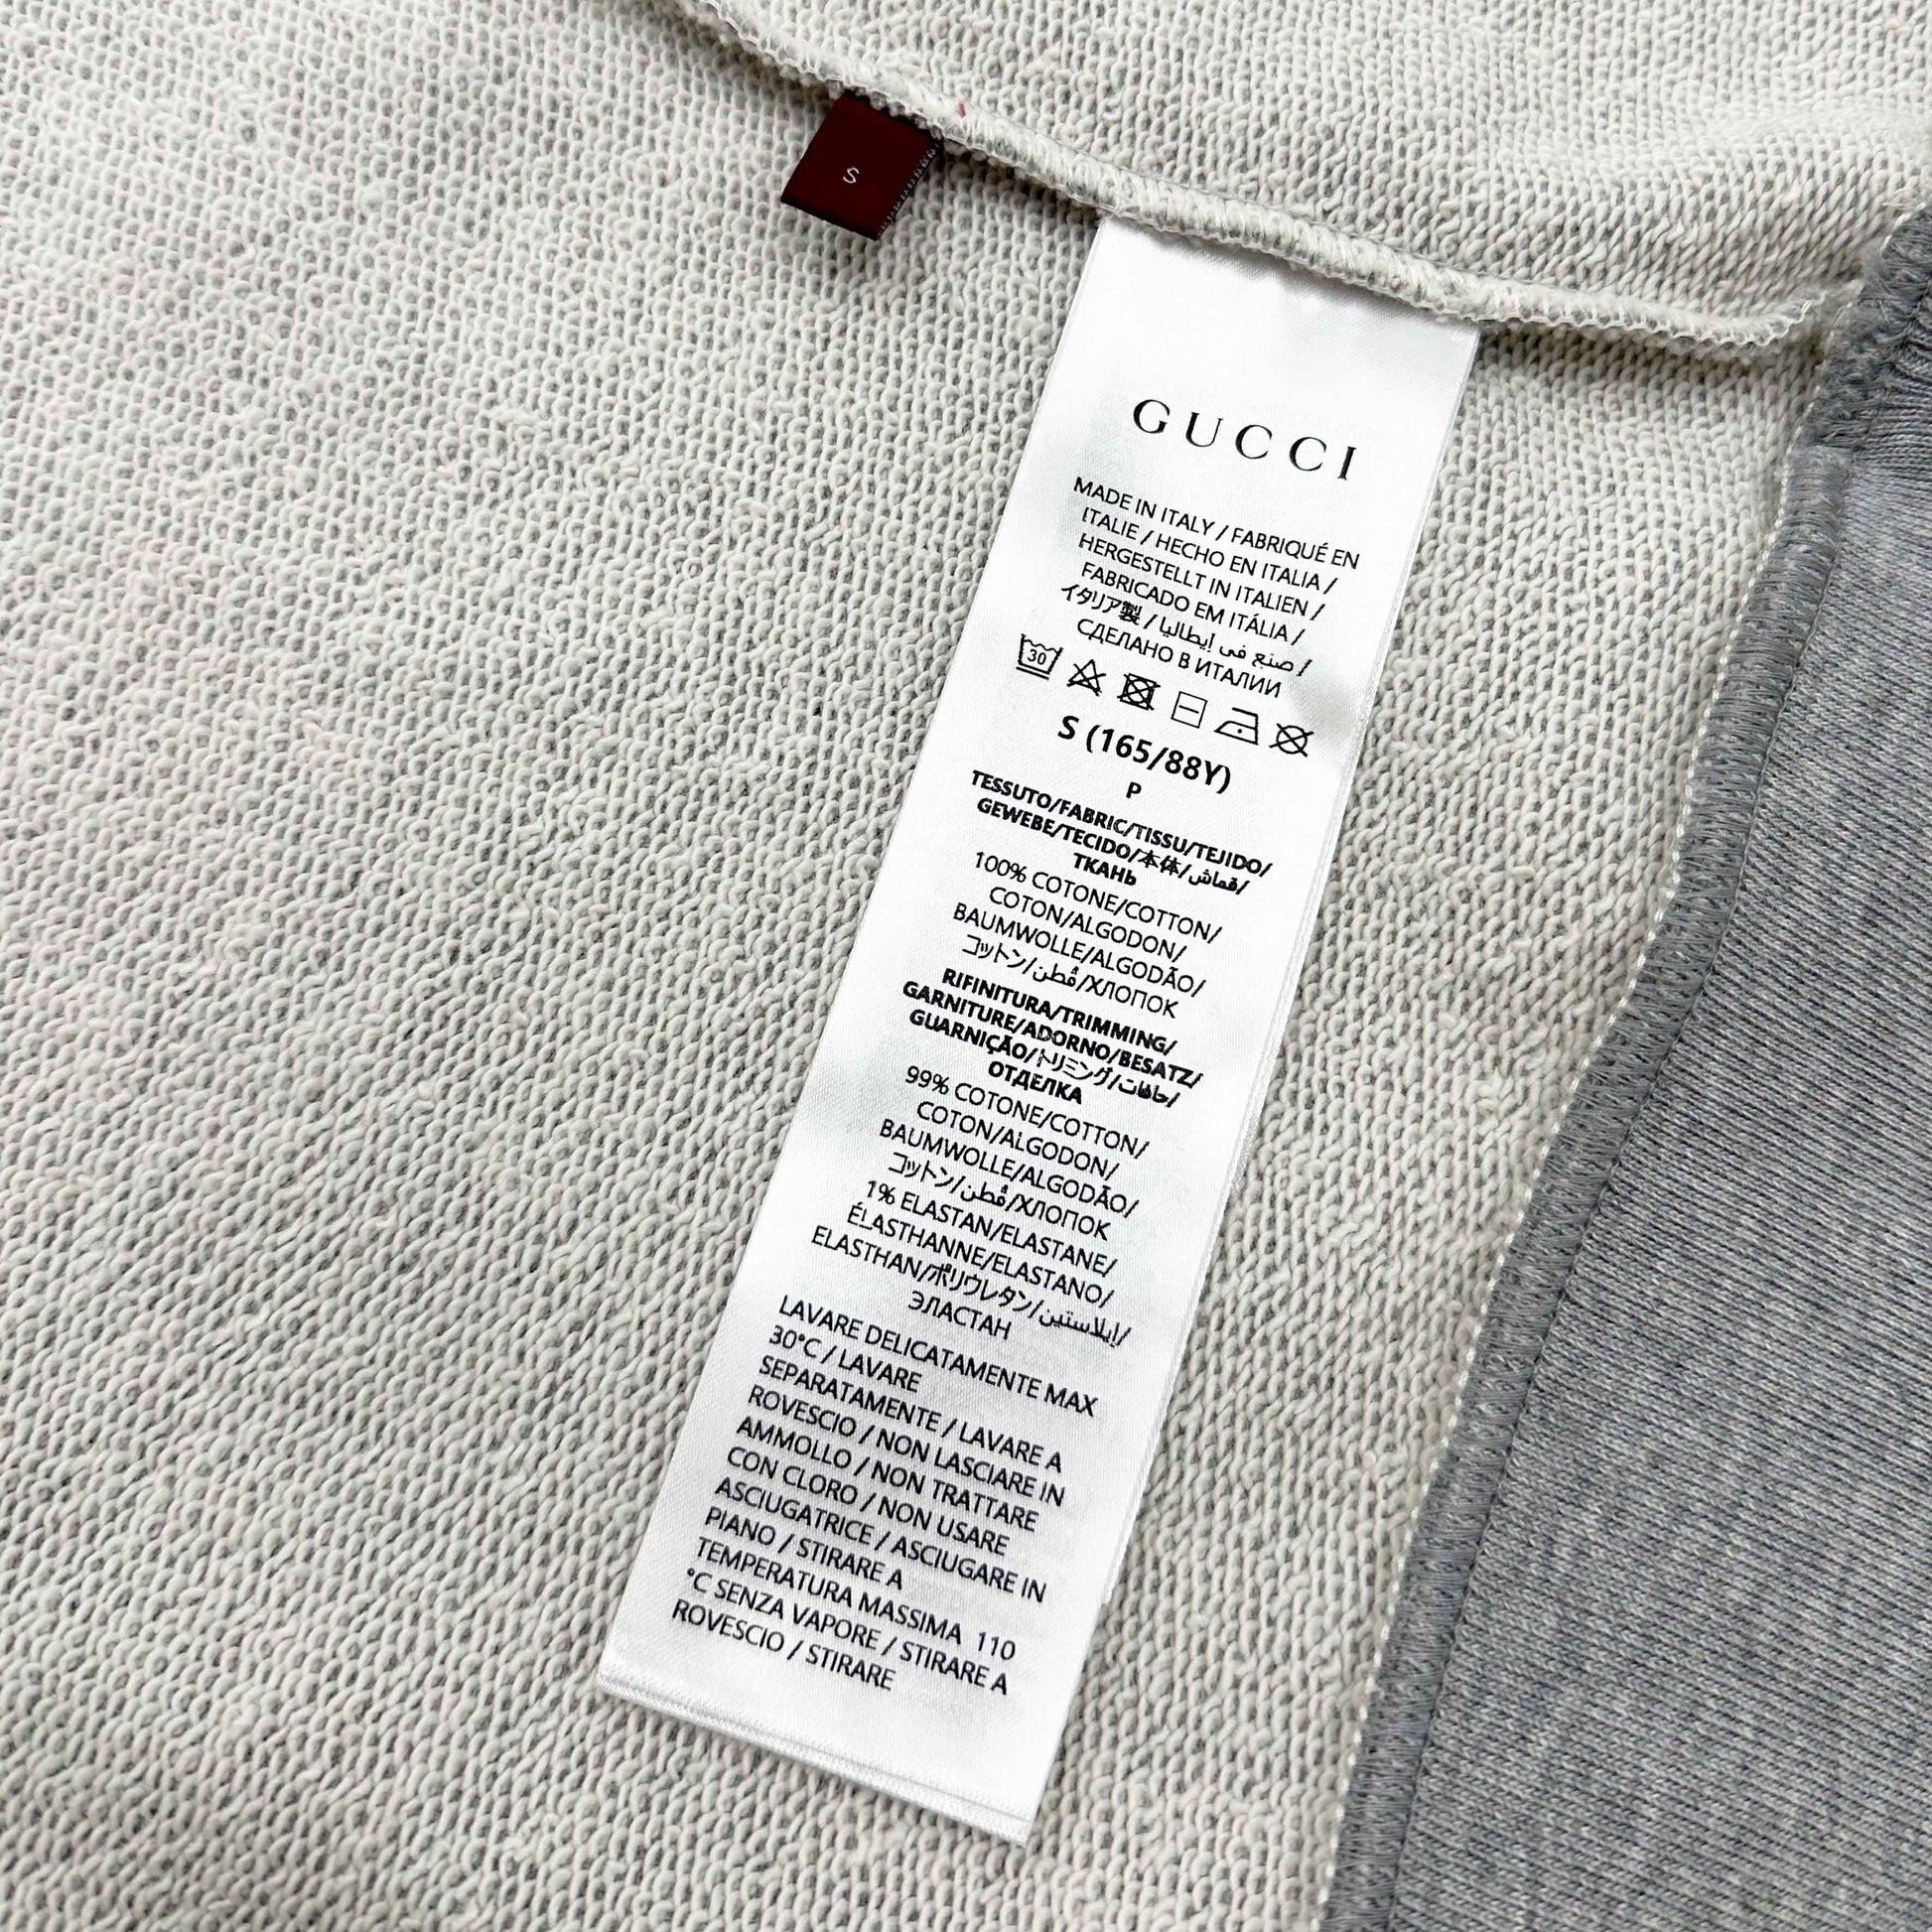 S
GUCCI
MADE IN ITALY / FABRIQUÉ EN
ITALIE / HECHO EN ITALIA /
HERGESTELLT IN ITALIEN /
FABRICADO EM ITÁLIA /
イタリア製 / صنع في إيطاليا /
СДЕЛАНО В ИТАЛИИ
30
S (165/88Y)
P
TESSUTO/FABRIC/TISSU/TEJIDO/
GEWEBE/TECIDO/本体/قماش/
ТКАНЬ
100% COTONE/COTTON/
COTON/ALGODON/
BAUMWOLLE/ALGODÃO/
コットン/قُطن/ХЛОПОК
RIFINITURA/TRIMMING/
GARNITURE/ADORNO/BESATZ/
GUARNIÇÃO/トリミング/حافات/
ОТДЕЛКА
99% COTONE/COTTON/
COTON/ALGODON/
BAUMWOLLE/ALGODÃO/
コットン/قُطن/ХЛОПОК
1% ELASTAN/ELASTANE/
ÉLASTHANNE/ELASTANO/
ELASTHAN/ポリウレタン/إيلاستين/
ЭЛАСТАН
LAVARE DELICATAMENTE MAX
30°C / LAVARE
SEPARATAMENTE / LAVARE A
ROVESCIO / NON LASCIARE IN
AMMOLLO / NON TRATTARE
CON CLORO / NON USARE
ASCIUGATRICE / ASCIUGARE IN
PIANO / STIRARE A
TEMPERATURA MASSIMA 110
°C SENZA VAPORE / STIRARE A
ROVESCIO / STIRARE